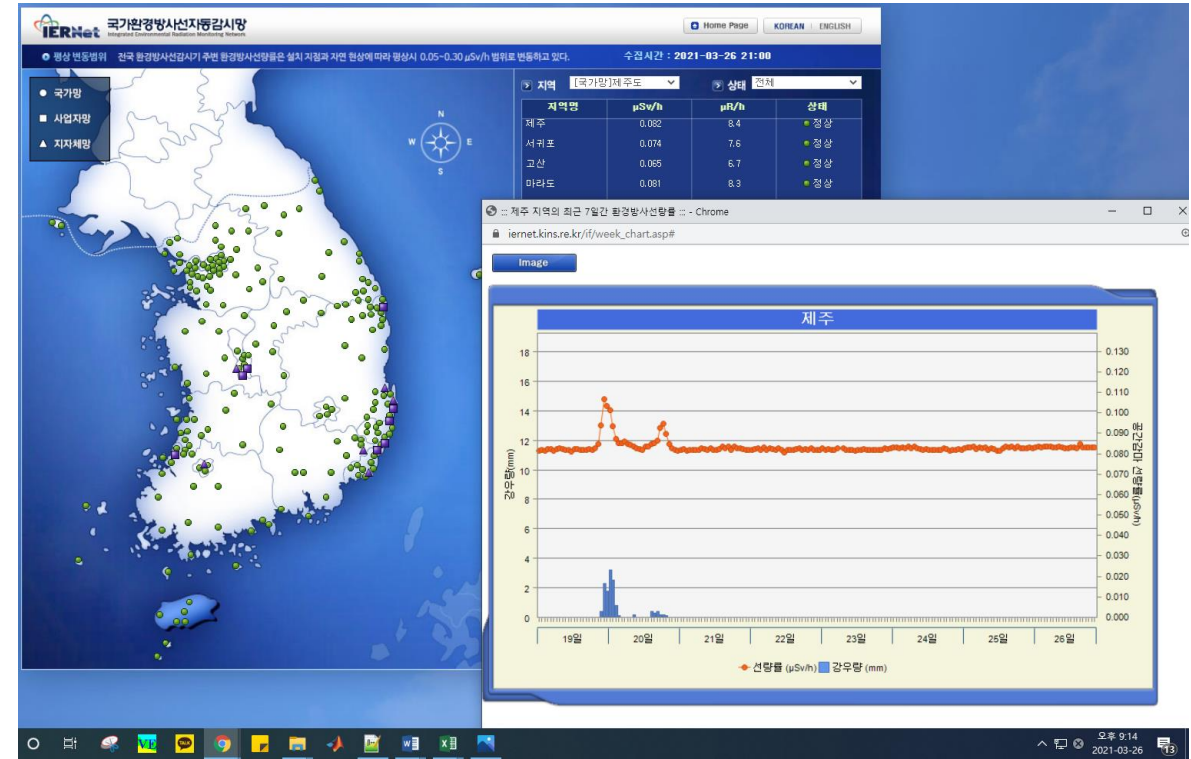 IERNet 국가환경방사선자동감시망
Integrated Environmental Radiation Monitoring Network
Home Page KOREAN ENGLISH
평상 변동범위 전국 환경방사선감시기 주변 환경방사선량률은 설치 지점과 자연 현상에 따라 평상시 0.05~0.30 μSv/h 범위로 변동하고 있다. 수집시간 : 2021-03-26 21:00
국가망
사업자망
지자체망
N
W E
S
지역 [국가망]제주도 상태 전체
지역명 μSv/h μR/h 상태
제주 0.082 8.4 정상
서귀포 0.074 7.6 정상
고산 0.065 6.7 정상
마라도 0.081 8.3 정상
::: 제주 지역의 최근 7일간 환경방사선량률 ::: - Chrome
iernet.kins.re.kr/if/week_chart.asp#
Image
제주
강우량(mm)
18
16
14
12
10
8
6
4
2
0
0.130
0.120
0.110
0.100
0.090
0.080
0.070
0.060
0.050
0.040
0.030
0.020
0.010
0.000
공간감마 선량률(μSv/h)
19일 20일 21일 22일 23일 24일 25일 26일
선량률 (μSv/h) 강우량 (mm)
VE
TALK
오후 9:14
2021-03-26
13